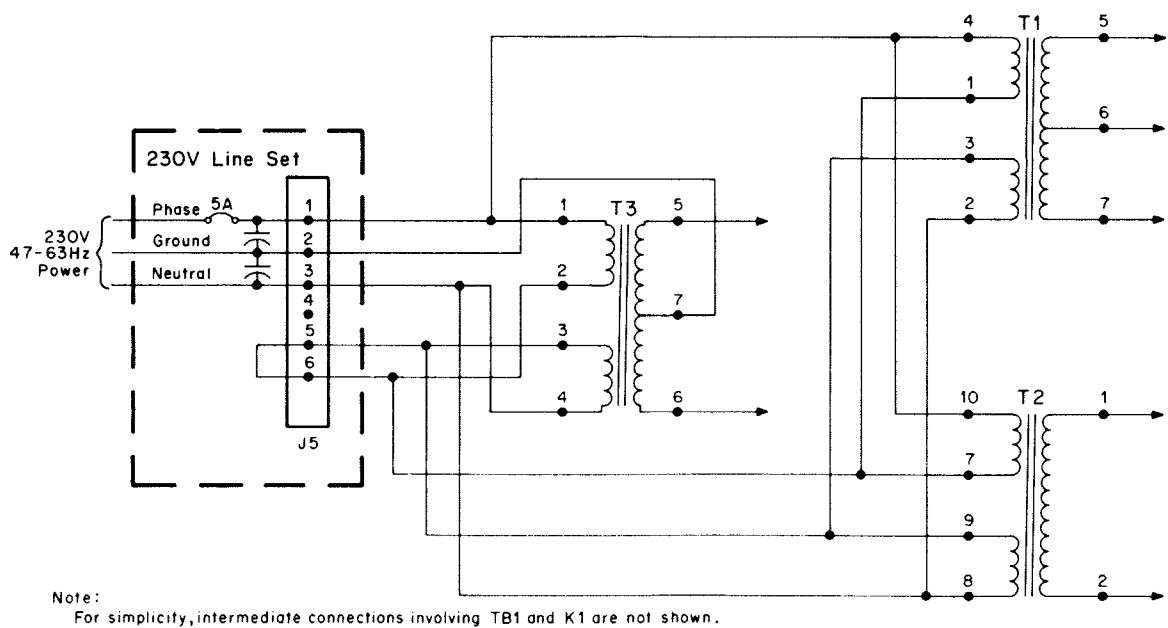 4 T1 5
1
6
3
230V Line Set
2 7
Phase 5A 1 1 T3 5
230V
47-63Hz
Power
Ground 2
Neutral 3 2
4 7
5 3
6
4 6
J5
10 T2 1
7
9
8 2
Note:
For simplicity, intermediate connections involving TB1 and K1 are not shown.